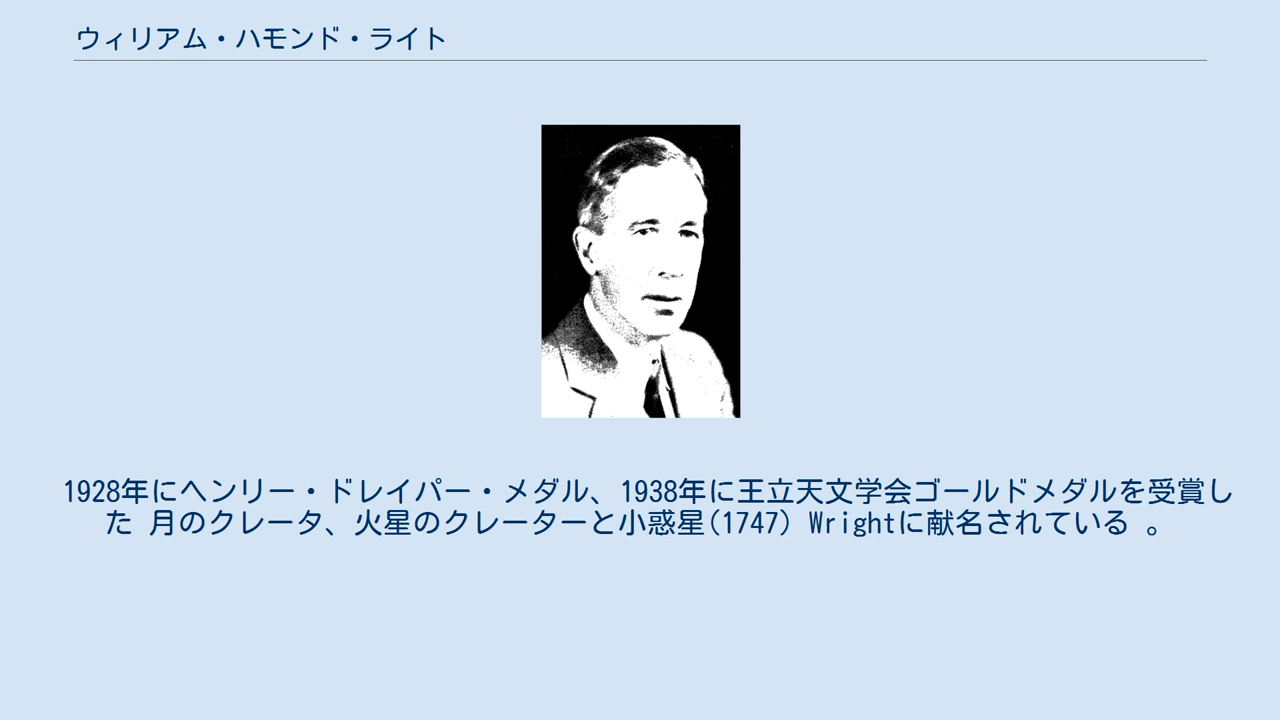 ウィリアム・ハモンド・ライト
1928年にヘンリー・ドレイパー・メダル、1938年に王立天文学会ゴールドメダルを受賞し
た 月のクレータ、火星のクレーターと小惑星(1747) Wrightに献名されている 。